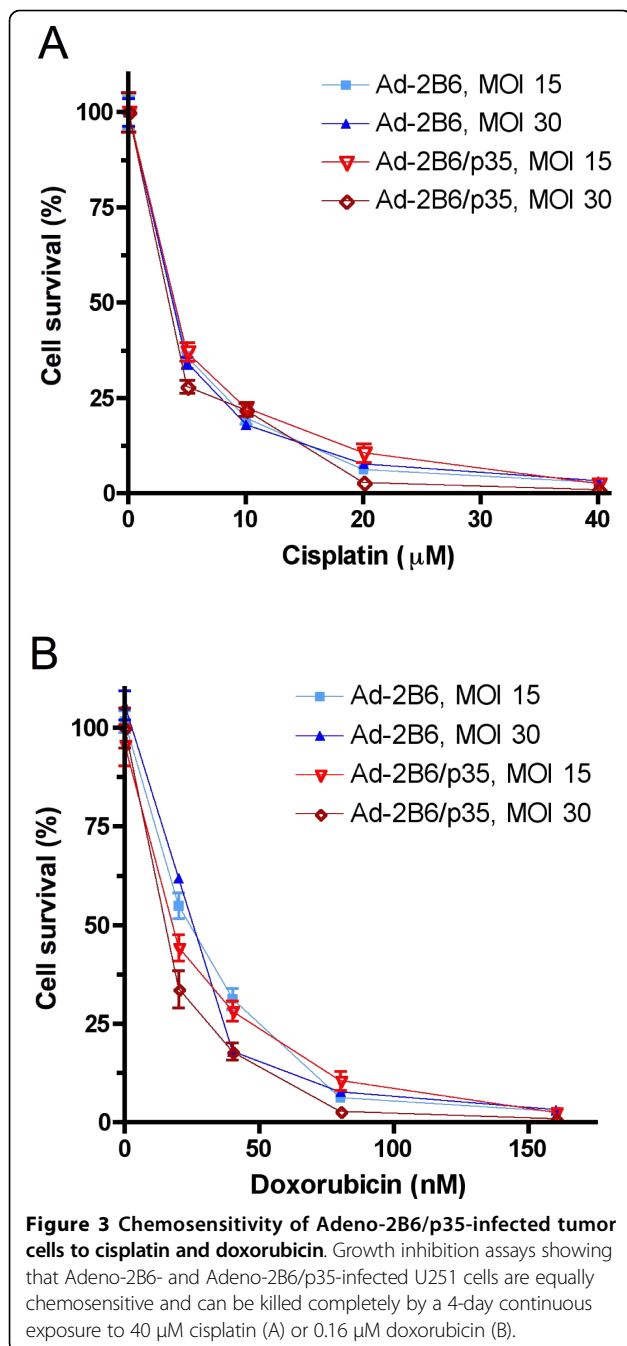 A
Ad-2B6, MOI 15
Ad-2B6, MOI 30
Ad-2B6/p35, MOI 15
Ad-2B6/p35, MOI 30
Cell survival (%)
100
75
50
25
0
0 10 20 30 40
Cisplatin (μM)
B
Ad-2B6, MOI 15
Ad-2B6, MOI 30
Ad-2B6/p35, MOI 15
Ad-2B6/p35, MOI 30
Cell survival (%)
100
75
50
25
0
0 50 100 150
Doxorubicin (nM)
Figure 3 Chemosensitivity of Adeno-2B6/p35-infected tumor
cells to cisplatin and doxorubicin. Growth inhibition assays showing
that Adeno-2B6- and Adeno-2B6/p35-infected U251 cells are equally
chemosensitive and can be killed completely by a 4-day continuous
exposure to 40 μM cisplatin (A) or 0.16 μM doxorubicin (B).